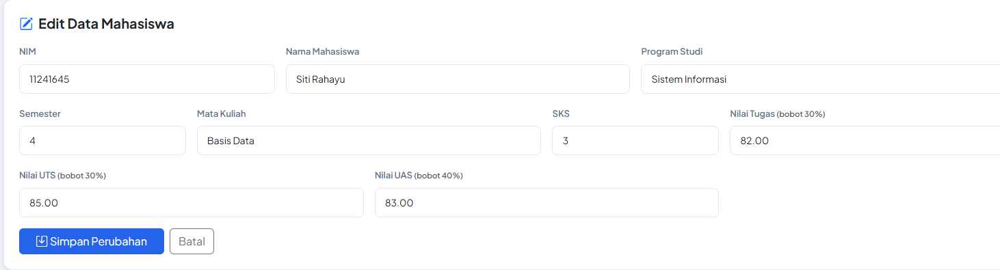 Edit Data Mahasiswa
NIM Nama Mahasiswa Program Studi
11241645 Siti Rahayu Sistem Informasi
Semester Mata Kuliah SKS Nilai Tugas (bobot 30%)
4 Basis Data 3 82.00
Nilai UTS (bobot 30%) Nilai UAS (bobot 40%)
85.00 83.00
Simpan Perubahan Batal